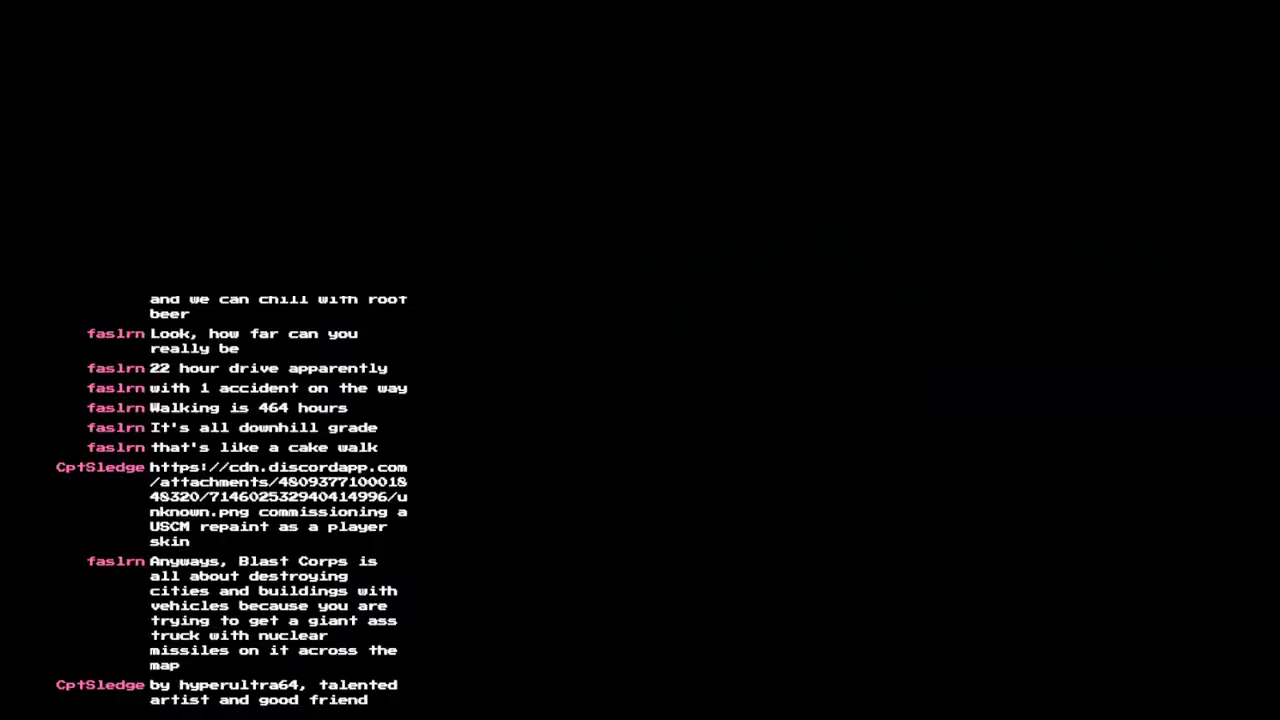 and we can chill with root
beer
faslrn Look, how far can you
really be
faslrn 22 hour drive apparently
faslrn with 1 accident on the way
faslrn Walking is 464 hours
faslrn It's all downhill grade
faslrn that's like a cake walk
CptSledge https://cdn.discordapp.com
/attachments/4809377100018
48320/714602532940414996/u
nknown.png commissioning a
USCM repaint as a player
skin
faslrn Anyways, Blast Corps is
all about destroying
cities and buildings with
vehicles because you are
trying to get a giant ass
truck with nuclear
missiles on it across the
map
CptSledge by hyperultra64, talented
artist and good friend